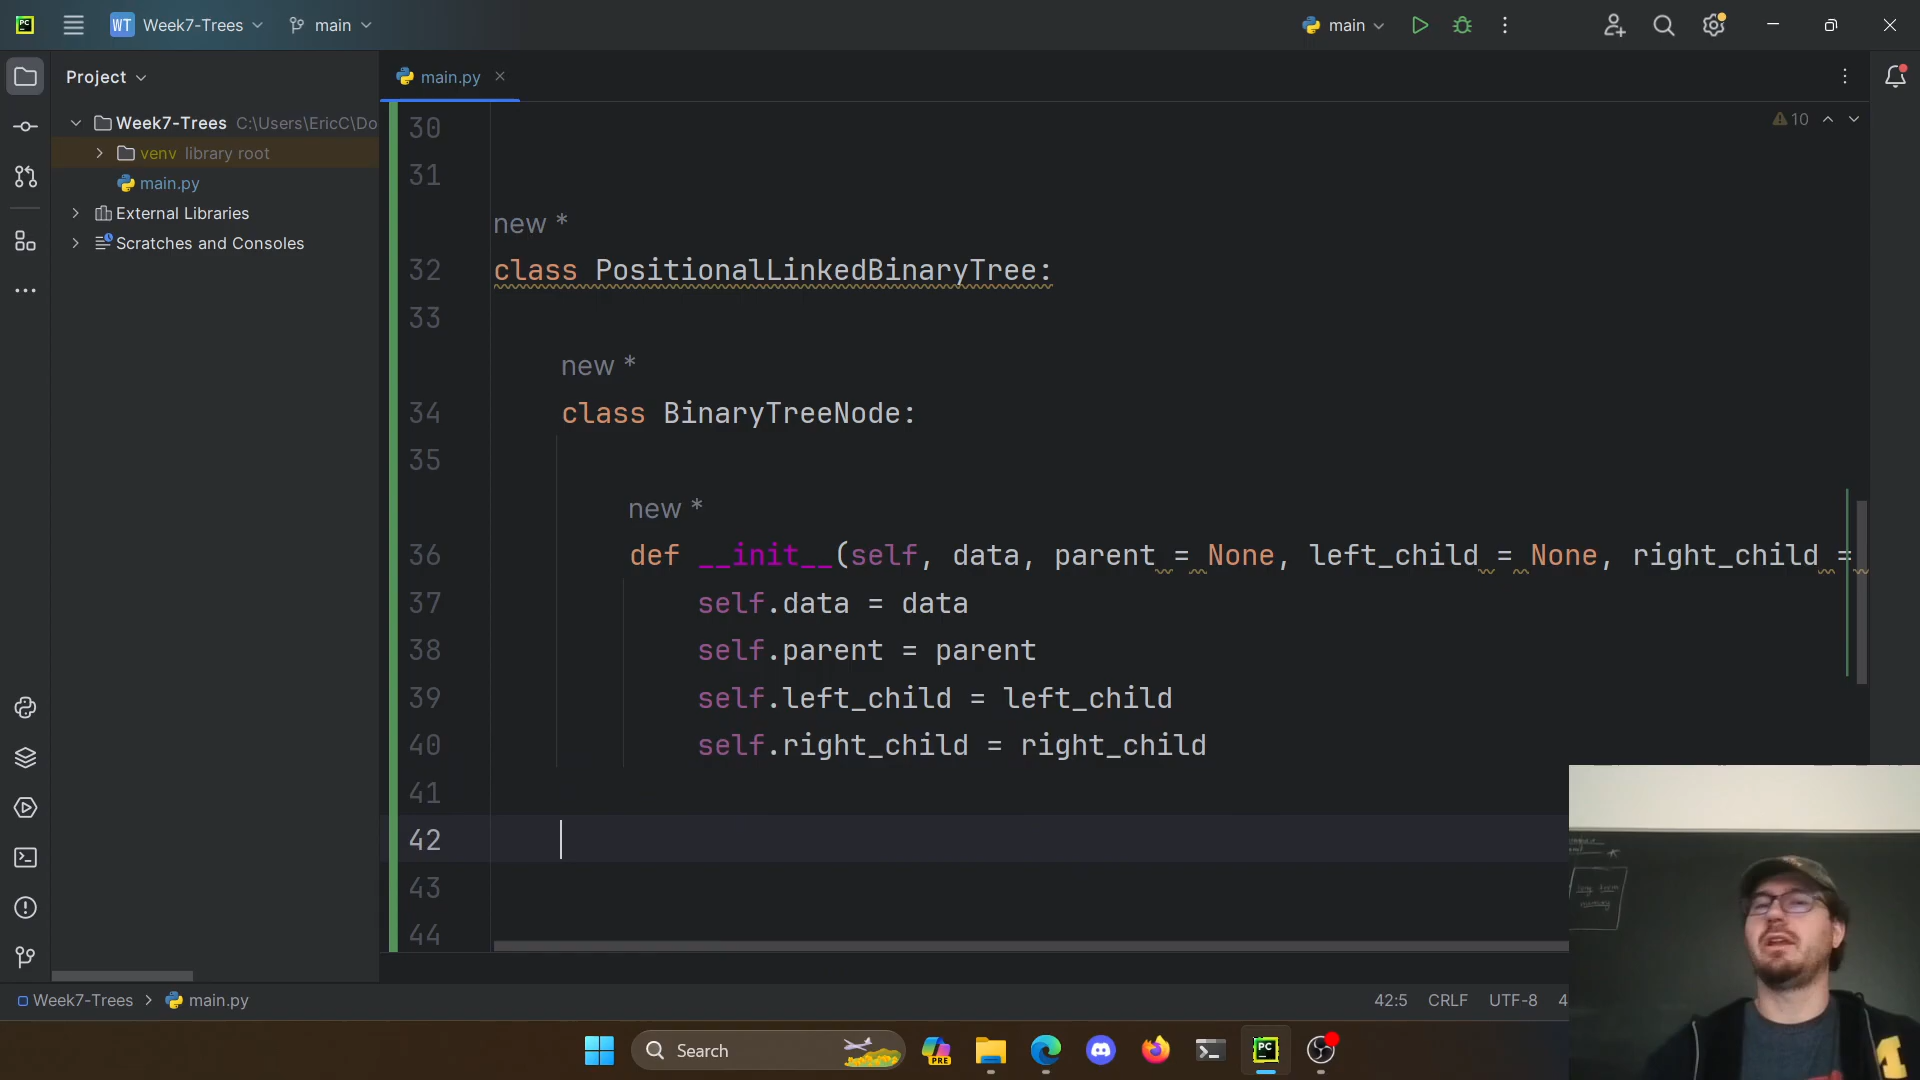 PC
WT Week7-Trees
main
main
Project
main.py
10
Week7-Trees C:\Users\EricC\Do
venv library root
main.py
External Libraries
Scratches and Consoles
30
31
new *
32 class PositionalLinkedBinaryTree:
33
new *
34 class BinaryTreeNode:
35
new *
36 def __init__(self, data, parent = None, left_child = None, right_child =
37 self.data = data
38 self.parent = parent
39 self.left_child = left_child
40 self.right_child = right_child
41
42
43
44
Week7-Trees > main.py
42:5 CRLF UTF-8 4
Search
PRE
PC